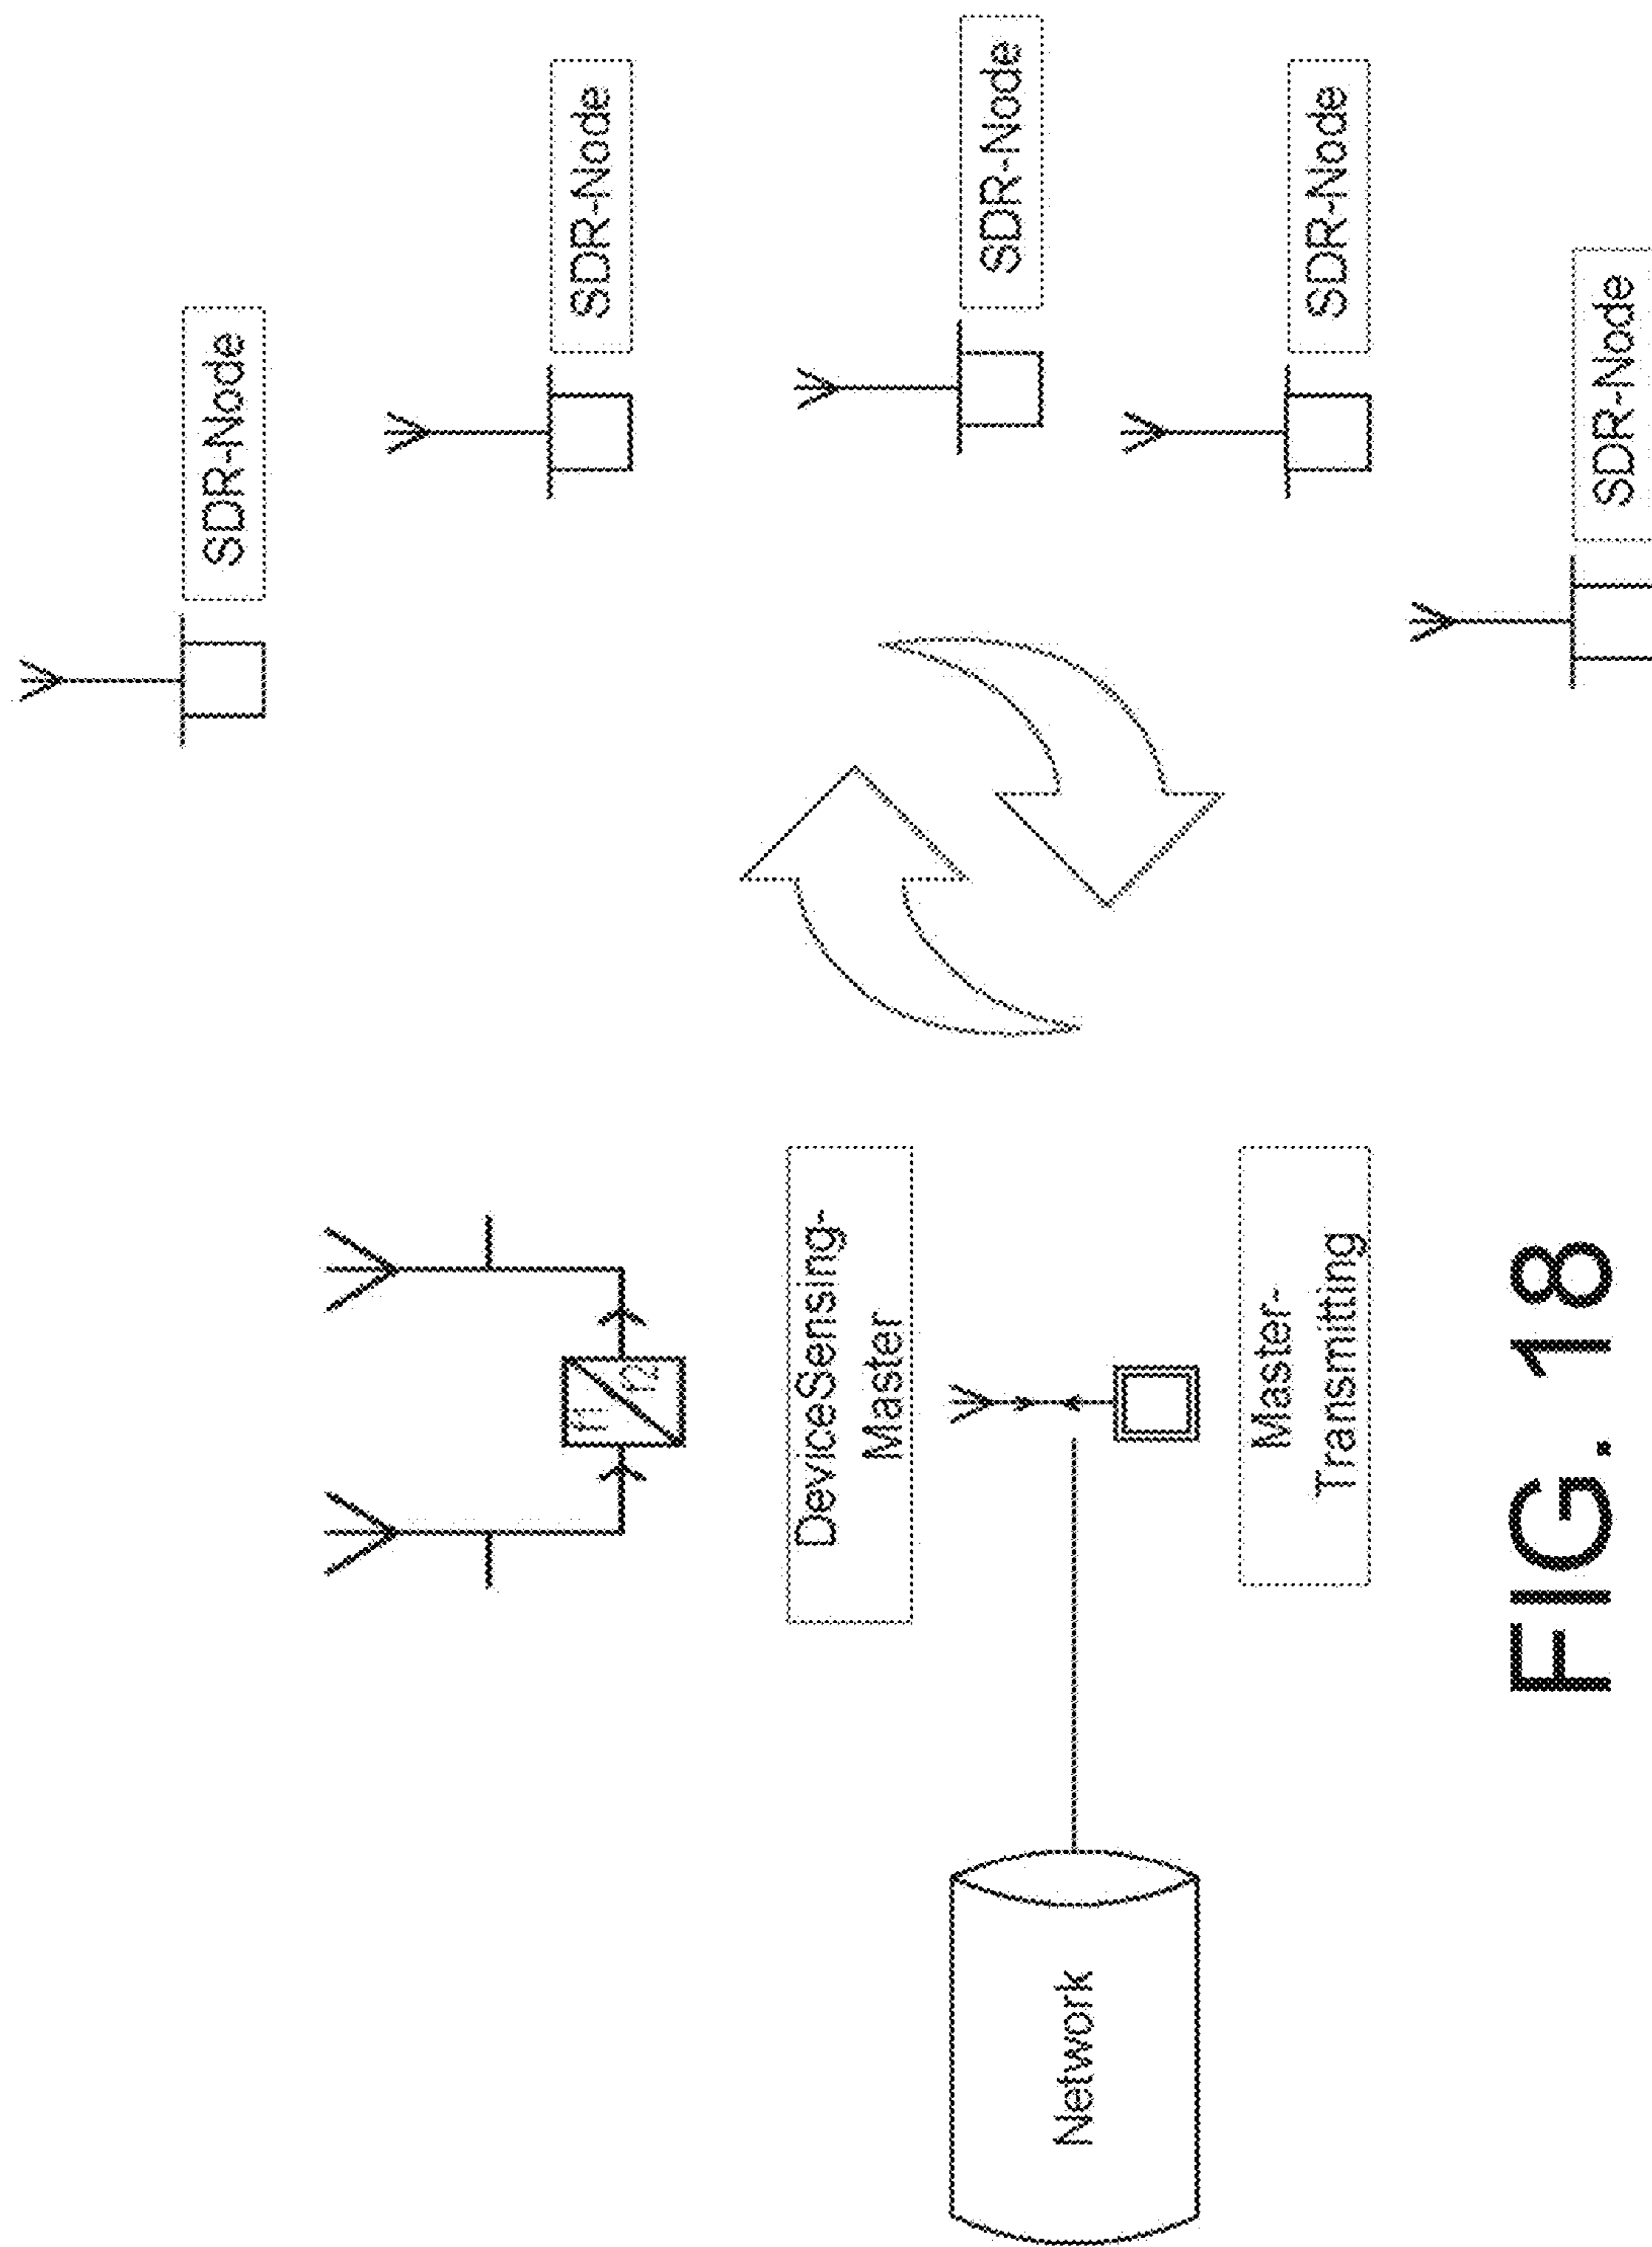 SDR-Node
SDR-Node
SDR-Node
SDR-Node
SDR-Node
f1
f2
DeviceSensing-
Master
Master-
Transmitting
Network
FIG. 18